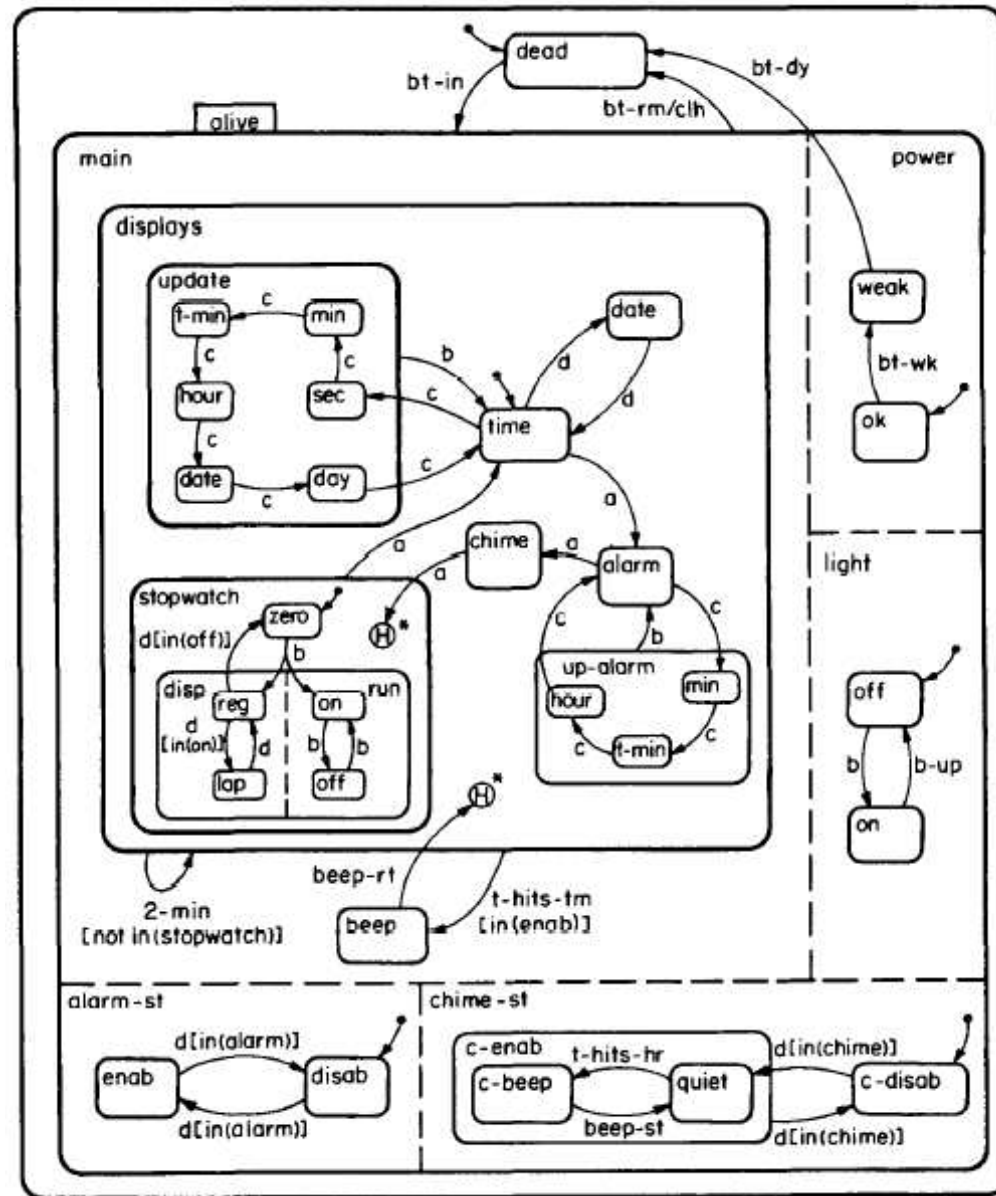 dead
bt-in
bt-dy
bt-rm/clh
alive
main
power
displays
update
t-min
c
min
date
weak
c
c
b
d
bt-wk
hour
sec
c
d
time
ok
c
c
date
c
day
a
a
chime
a
alarm
light
stopwatch
a
zero
H*
c
c
d[in(off)]
b
b
up-alarm
disp
reg
on
run
hour
min
off
d
[in(on)]
d
b
b
c
t-min
c
b
b-up
lap
off
H*
on
beep-rt
t-hits-tm
[in(enab)]
2-min
[not in(stopwatch)]
beep
alarm-st
chime-st
d[in(alarm)]
c-enab
t-hits-hr
d[in(chime)]
enab
disab
c-beep
quiet
c-disab
d[in(alarm)]
beep-st
d[in(chime)]